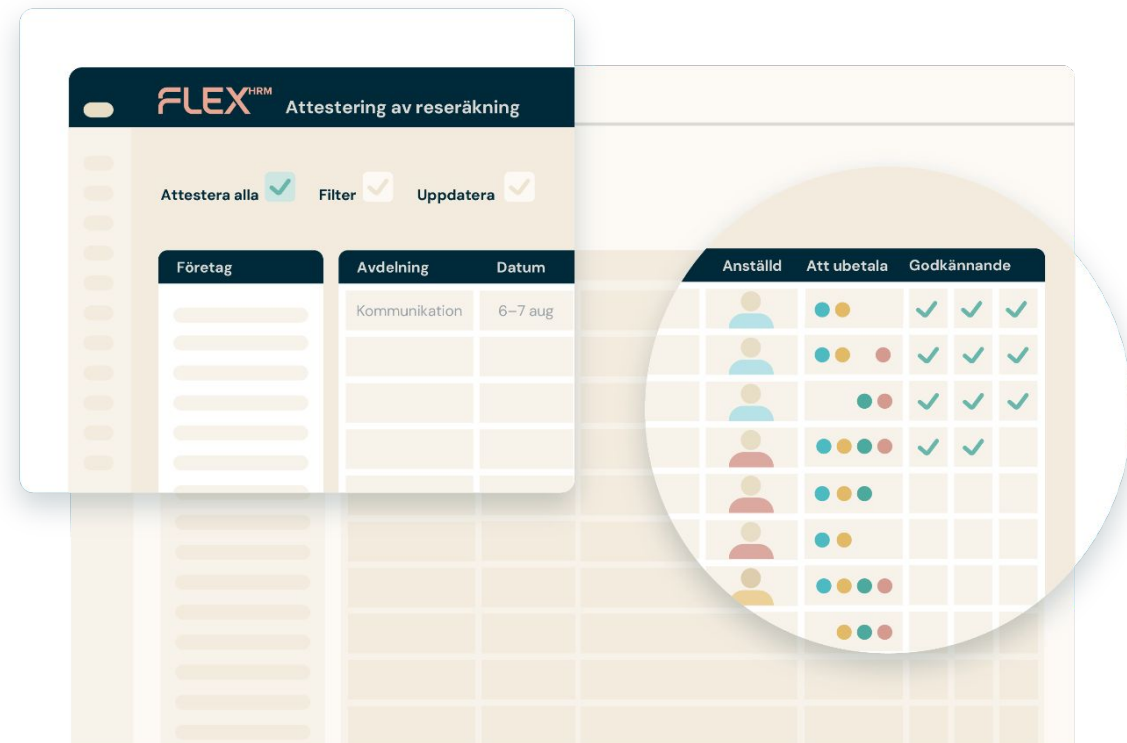 FLEX HRM Attestering av reseräkning
Attestera alla Filter Uppdatera
Företag Avdelning Datum Anställd Att ubetala Godkännande
Kommunikation 6–7 aug